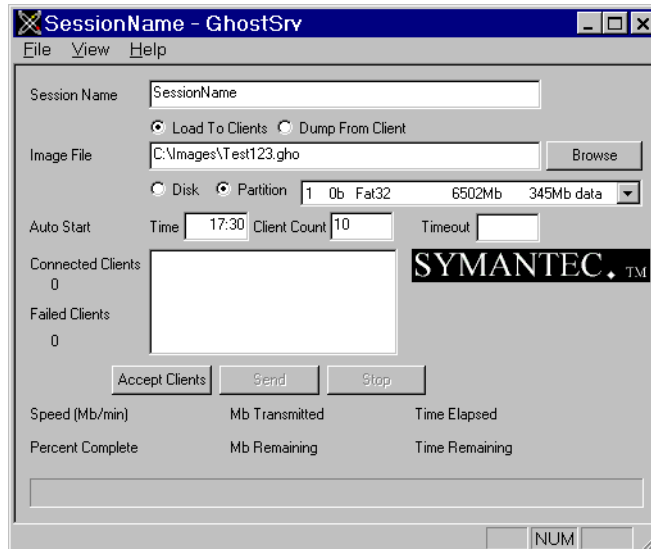 SessionName - GhostSrv
File View Help
Session Name SessionName
Load To Clients Dump From Client
Image File C:\Images\Test123.gho Browse
Disk Partition 1 0b Fat32 6502Mb 345Mb data
Auto Start Time 17:30 Client Count 10 Timeout
Connected Clients
0
SYMANTEC. TM
Failed Clients
0
Accept Clients Send Stop
Speed (Mb/min) Mb Transmitted Time Elapsed
Percent Complete Mb Remaining Time Remaining
NUM